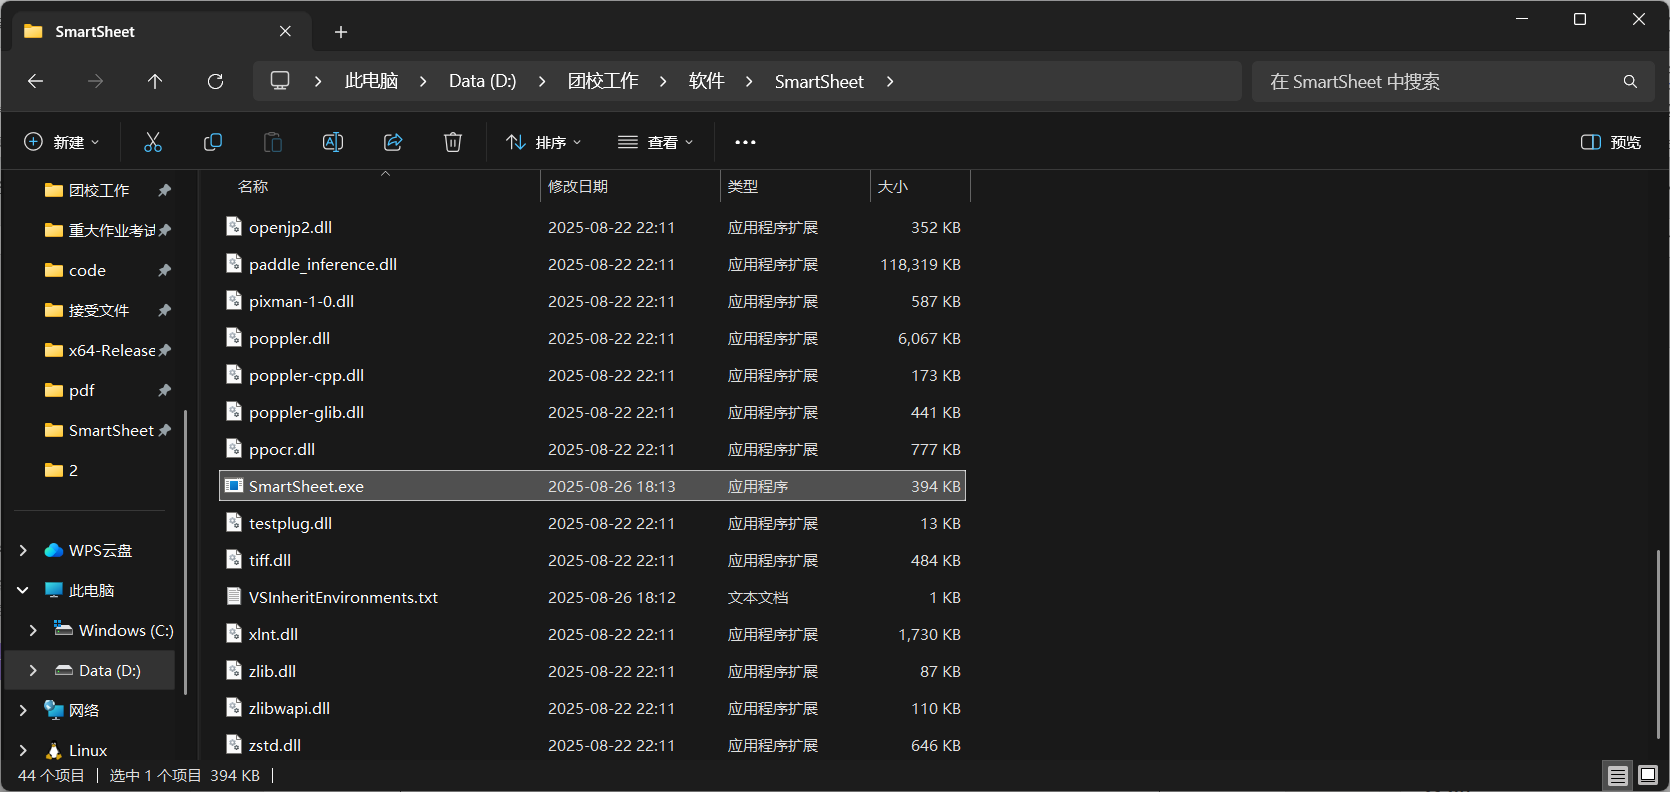 SmartSheet
此电脑 Data (D:) 团校工作 软件 SmartSheet
在 SmartSheet 中搜索
新建 排序 查看 预览
团校工作
重大作业考试
code
接受文件
x64-Release
pdf
SmartSheet
2
WPS云盘
此电脑
Windows (C:)
Data (D:)
网络
Linux
名称 修改日期 类型 大小
openjp2.dll 2025-08-22 22:11 应用程序扩展 352 KB
paddle_inference.dll 2025-08-22 22:11 应用程序扩展 118,319 KB
pixman-1-0.dll 2025-08-22 22:11 应用程序扩展 587 KB
poppler.dll 2025-08-22 22:11 应用程序扩展 6,067 KB
poppler-cpp.dll 2025-08-22 22:11 应用程序扩展 173 KB
poppler-glib.dll 2025-08-22 22:11 应用程序扩展 441 KB
ppocr.dll 2025-08-22 22:11 应用程序扩展 777 KB
SmartSheet.exe 2025-08-26 18:13 应用程序 394 KB
testplug.dll 2025-08-22 22:11 应用程序扩展 13 KB
tiff.dll 2025-08-22 22:11 应用程序扩展 484 KB
VSInheritEnvironments.txt 2025-08-26 18:12 文本文档 1 KB
xlnt.dll 2025-08-22 22:11 应用程序扩展 1,730 KB
zlib.dll 2025-08-22 22:11 应用程序扩展 87 KB
zlibwapi.dll 2025-08-22 22:11 应用程序扩展 110 KB
zstd.dll 2025-08-22 22:11 应用程序扩展 646 KB
44 个项目 选中 1 个项目 394 KB